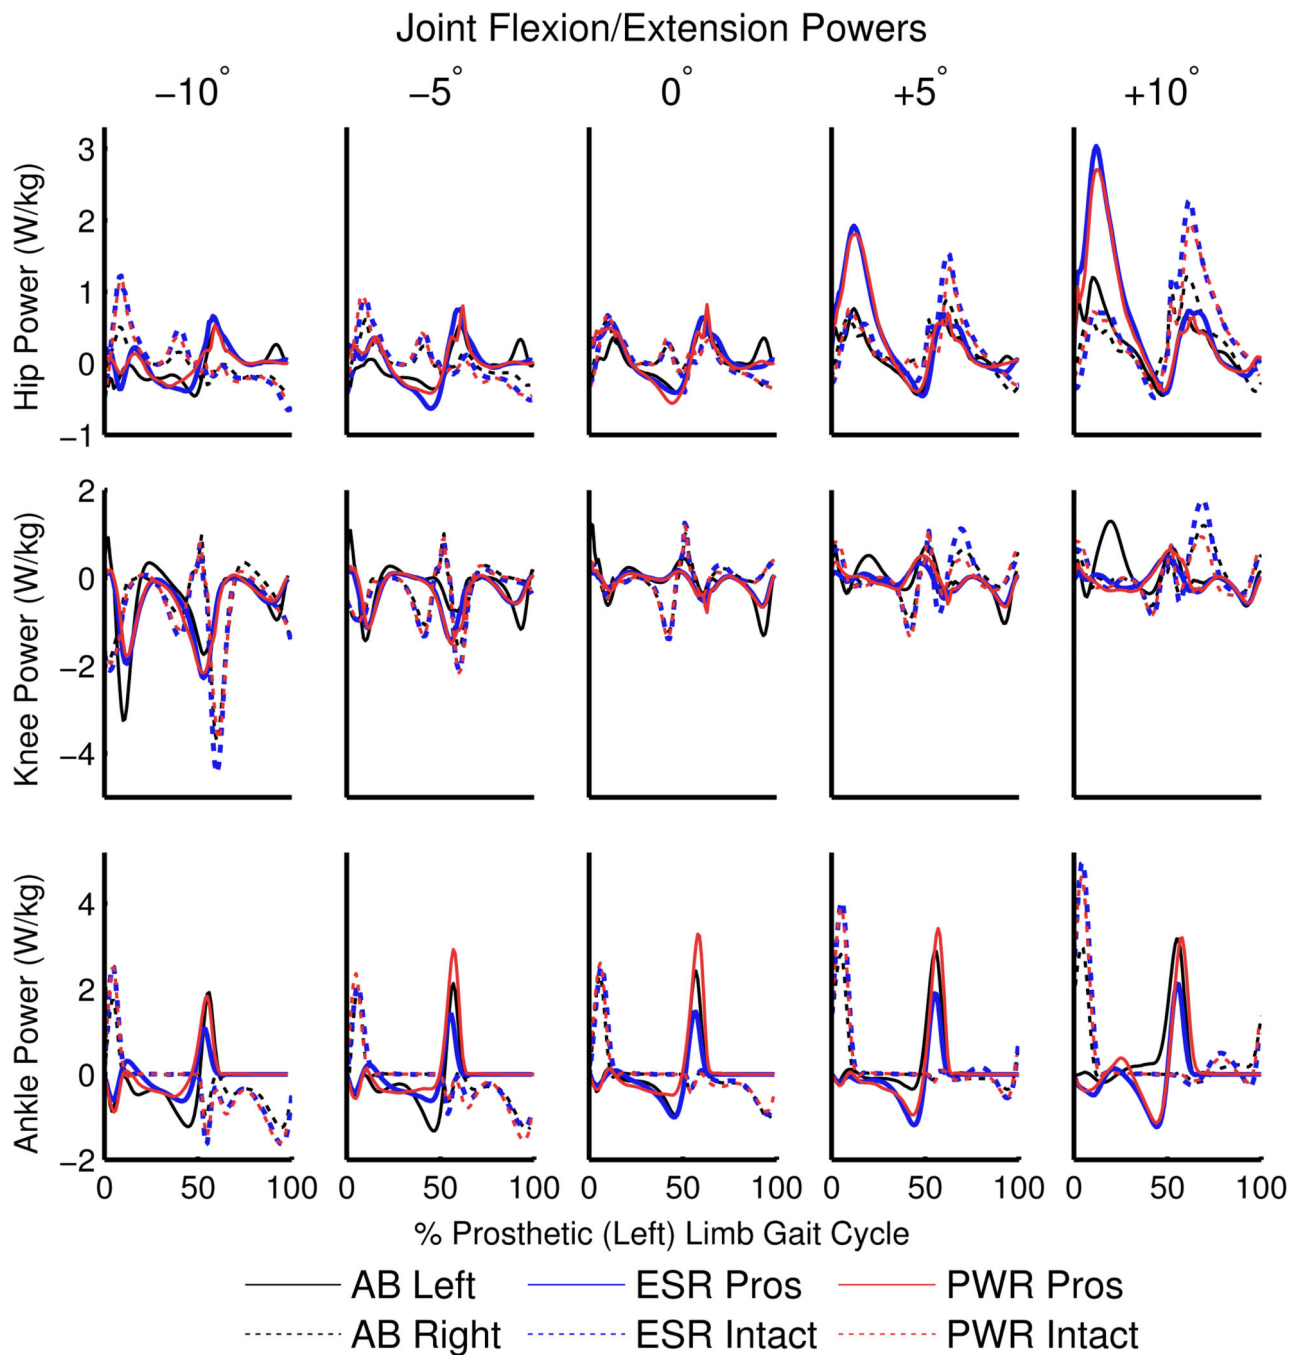 Joint Flexion/Extension Powers
−10° −5° 0° +5° +10°
Hip Power (W/kg)
3
2
1
0
−1
Knee Power (W/kg)
2
0
−2
−4
Ankle Power (W/kg)
4
2
0
−2
0 50 100 0 50 100 0 50 100 0 50 100 0 50 100
% Prosthetic (Left) Limb Gait Cycle
AB Left ESR Pros PWR Pros
AB Right ESR Intact PWR Intact